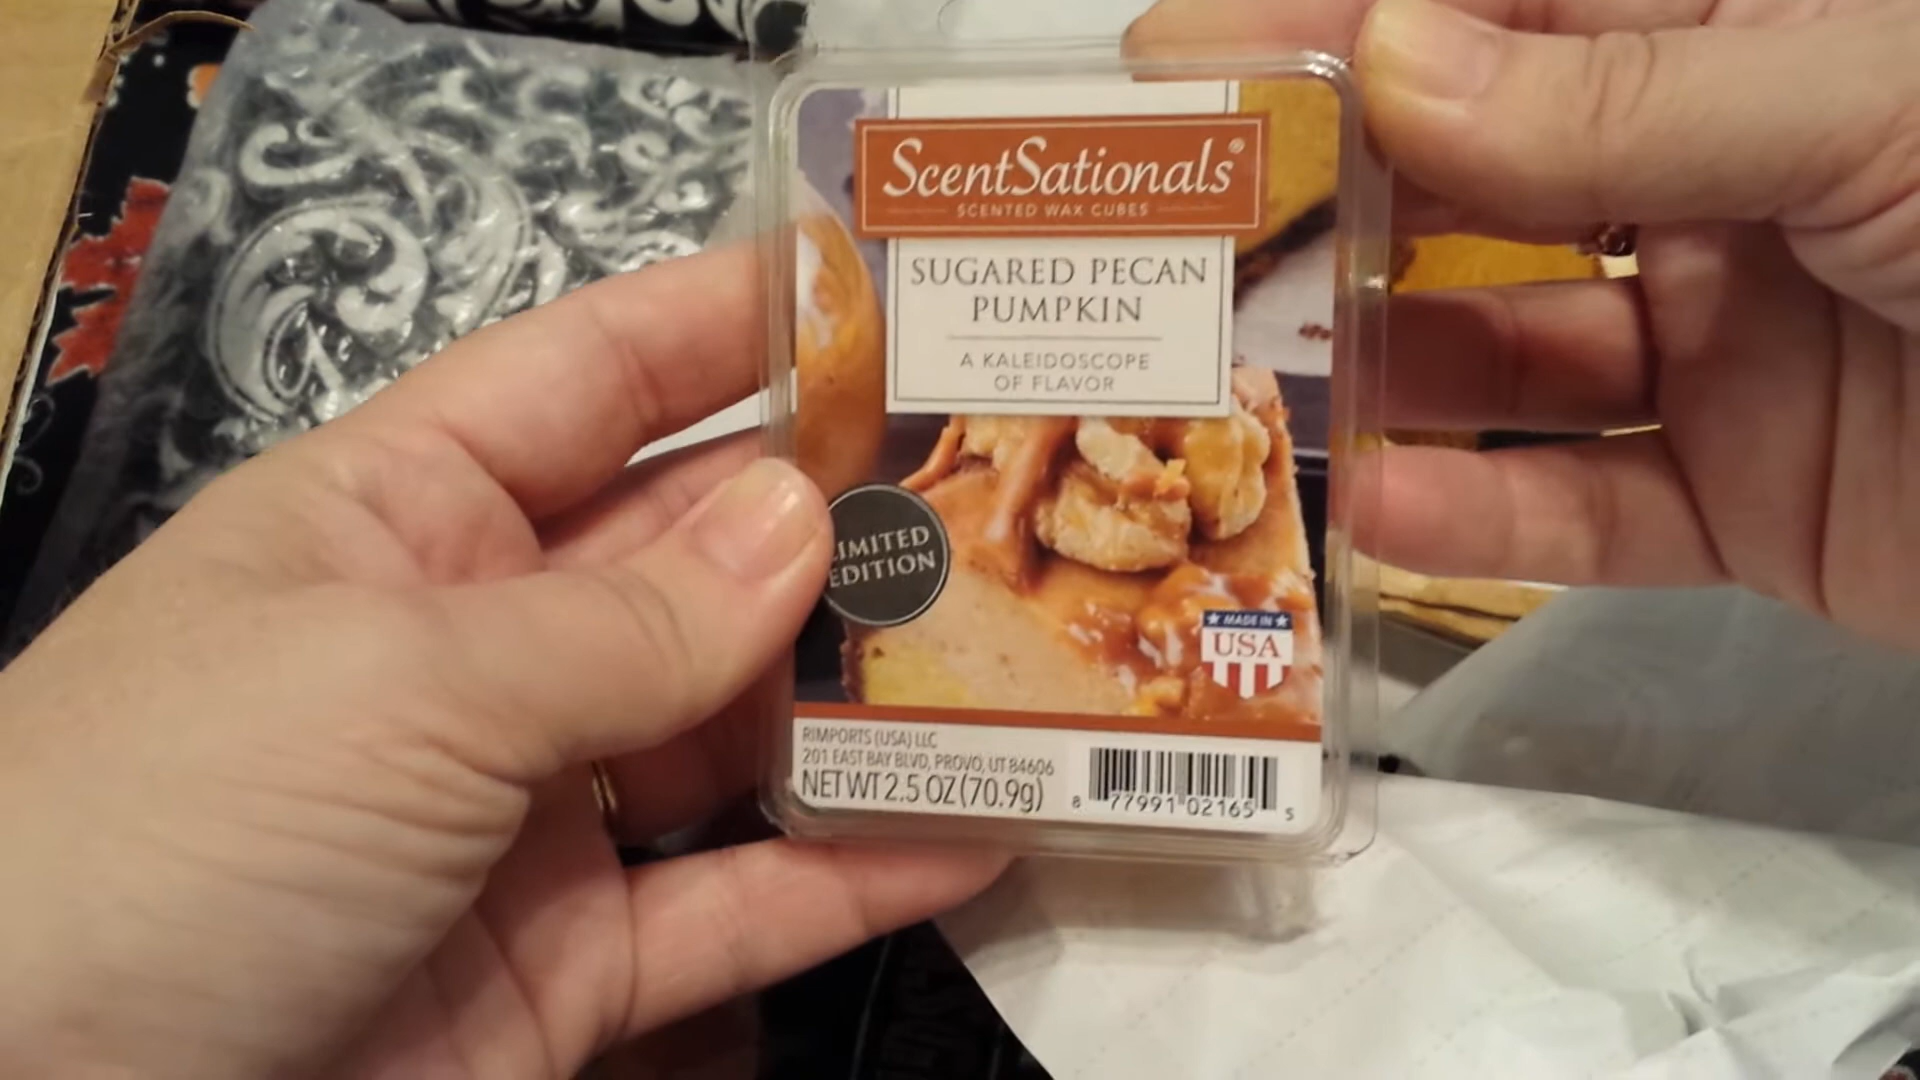 ScentSationals®
SCENTED WAX CUBES
SUGARED PECAN
PUMPKIN
A KALEIDOSCOPE
OF FLAVOR
LIMITED
EDITION
MADE IN
USA
RIMPORTS (USA) LLC
201 EAST BAY BLVD, PROVO, UT 84606
NET WT 2.5 OZ (70.9g)
8 77991 02165 5